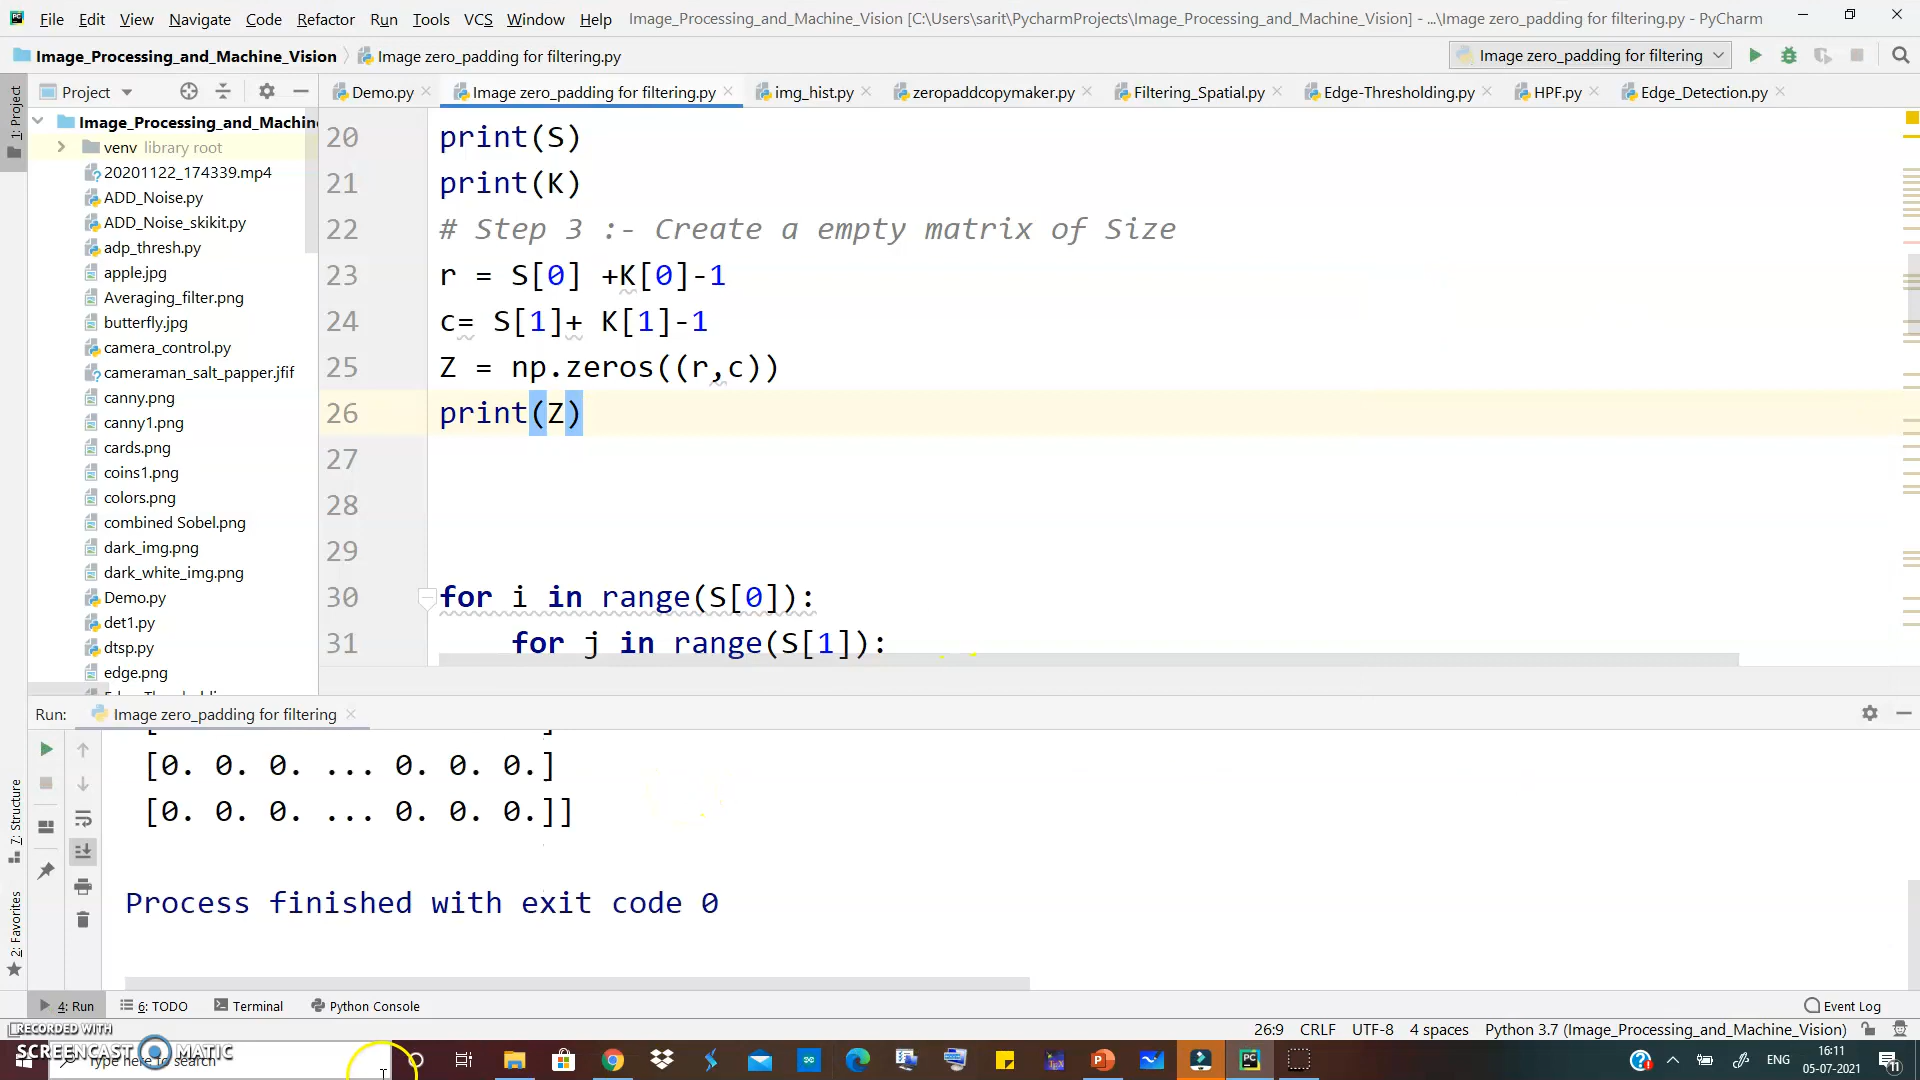 File Edit View Navigate Code Refactor Run Tools VCS Window Help Image_Processing_and_Machine_Vision [C:\Users\sarit\PycharmProjects\Image_Processing_and_Machine_Vision] - ...\Image zero_padding for filtering.py - PyCharm
Image_Processing_and_Machine_Vision Image zero_padding for filtering.py Image zero_padding for filtering
Project Demo.py Image zero_padding for filtering.py img_hist.py zeropaddcopymaker.py Filtering_Spatial.py Edge-Thresholding.py HPF.py Edge_Detection.py
1: Project
Image_Processing_and_Machin
venv library root
20201122_174339.mp4
ADD_Noise.py
ADD_Noise_skikit.py
adp_thresh.py
apple.jpg
Averaging_filter.png
butterfly.jpg
camera_control.py
cameraman_salt_papper.jfif
canny.png
canny1.png
cards.png
coins1.png
colors.png
combined Sobel.png
dark_img.png
dark_white_img.png
Demo.py
det1.py
dtsp.py
edge.png
20 print(S)
21 print(K)
22 # Step 3 :- Create a empty matrix of Size
23 r = S[0] +K[0]-1
24 c= S[1]+ K[1]-1
25 Z = np.zeros((r,c))
26 print(Z)
27
28
29
30 for i in range(S[0]):
31 for j in range(S[1]):
Run: Image zero_padding for filtering
[0. 0. 0. ... 0. 0. 0.]
[0. 0. 0. ... 0. 0. 0.]]
Process finished with exit code 0
7: Structure
2: Favorites
4: Run 6: TODO Terminal Python Console Event Log
26:9 CRLF UTF-8 4 spaces Python 3.7 (Image_Processing_and_Machine_Vision)
RECORDED WITH
SCREENCAST MATIC
Type here to search
ENG 16:11
05-07-2021
11